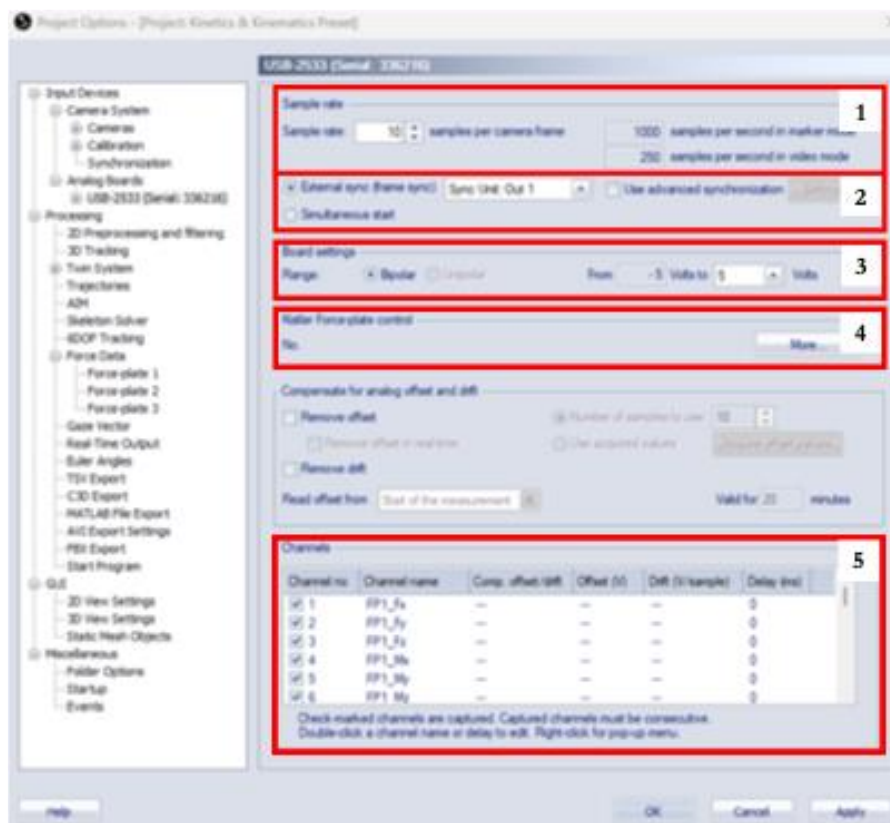 Project Options - [Project: Kinetics & Kinematics Preset]
USB-2533 (Serial: 336216)
Input Devices
Camera System
Cameras
Calibration
Synchronization
Analog Boards
USB-2533 (Serial: 336216)
Processing
2D Preprocessing and filtering
3D Tracking
Twin System
Trajectories
AIM
Skeleton Solver
6DOF Tracking
Force Data
Force-plate 1
Force-plate 2
Force-plate 3
Gaze Vector
Real-Time Output
Euler Angles
TSV Export
C3D Export
MATLAB File Export
AVI Export Settings
FBX Export
Start Program
GUI
2D View Settings
3D View Settings
Static Mesh Objects
Miscellaneous
Folder Options
Startup
Events
Sample rate
1
Sample rate: 10 samples per camera frame 1000 samples per second in marker mode
250 samples per second in video mode
External sync (frame sync) Sync Unit: Out 1 Use advanced synchronization
2
Simultaneous start
Board settings
3
Range: Bipolar Unipolar From -5 Volts to 5 Volts
Kistler Force-plate control
4
No. More...
Compensate for analog offset and drift
Remove offset Number of samples to use 10
Remove offset in real-time Use acquired values Acquire offset values...
Remove drift
Read offset from Start of the measurement Valid for 20 minutes
Channels
5
Channel no Channel name Comp. offset/drift Offset (V) Drift (V/sample) Delay (ns)
1 FP1_Fx -- -- -- 0
2 FP1_Fy -- -- -- 0
3 FP1_Fz -- -- -- 0
4 FP1_Mx -- -- -- 0
5 FP1_My -- -- -- 0
6 -- -- -- 0
Check-marked channels are captured. Captured channels must be consecutive.
Double-click a channel name or delay to edit. Right-click for pop-up menu.
Help OK Cancel Apply